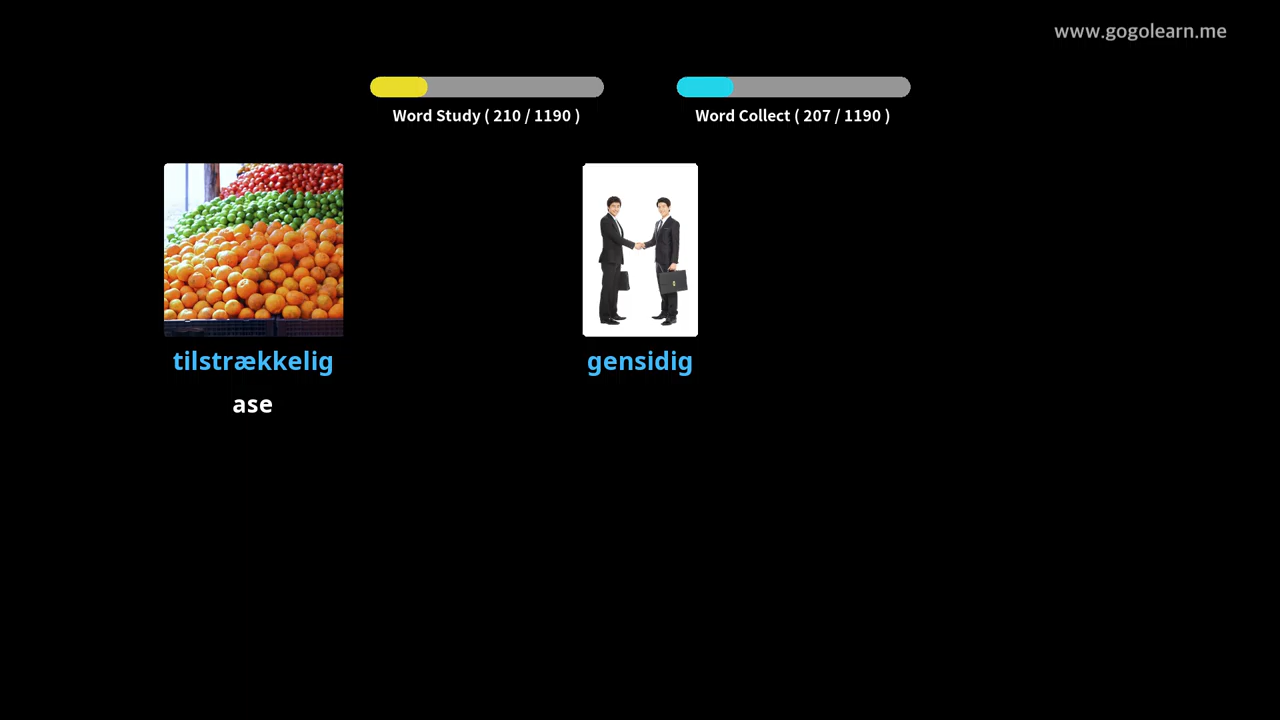 www.gogolearn.me
Word Study ( 210 / 1190 )
Word Collect ( 207 / 1190 )
tilstrækkelig
gensidig
ase